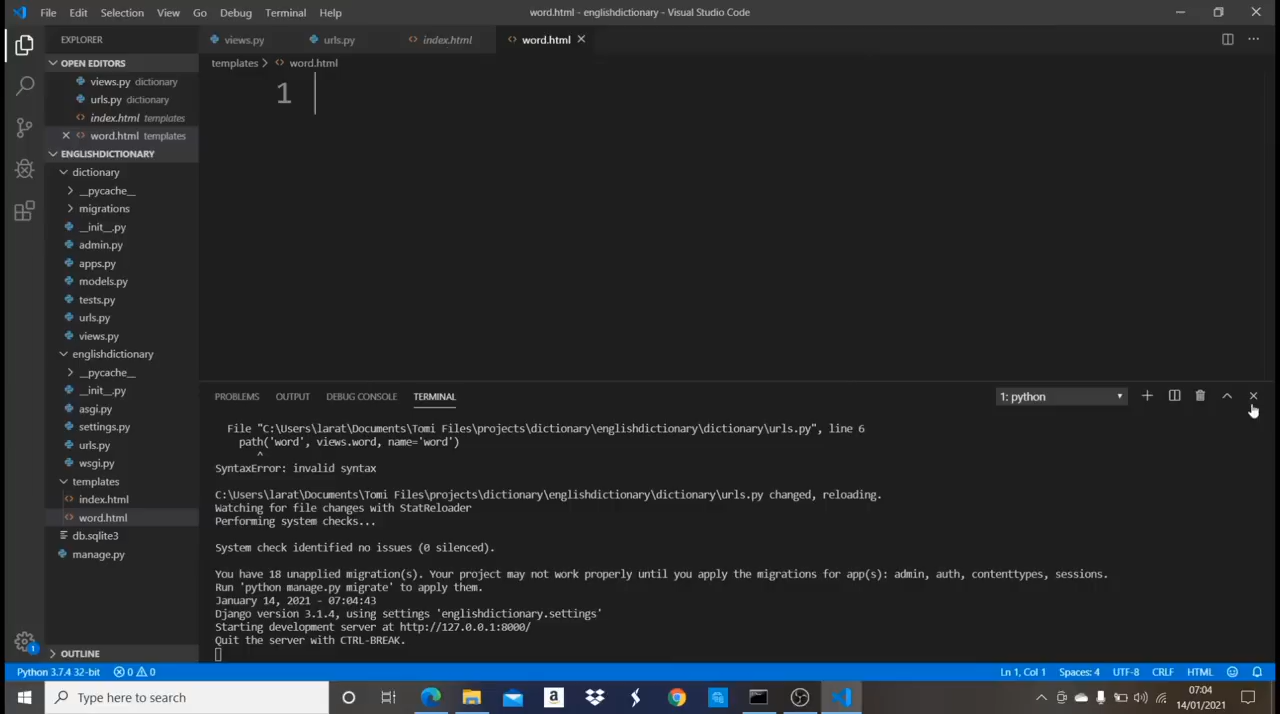 File Edit Selection View Go Debug Terminal Help
word.html - englishdictionary - Visual Studio Code
EXPLORER
views.py
urls.py
index.html
word.html
OPEN EDITORS
views.py dictionary
urls.py dictionary
index.html templates
word.html templates
templates > word.html
1
ENGLISHDICTIONARY
dictionary
__pycache__
migrations
__init__.py
admin.py
apps.py
models.py
tests.py
urls.py
views.py
englishdictionary
__pycache__
__init__.py
asgi.py
settings.py
urls.py
wsgi.py
templates
index.html
word.html
db.sqlite3
manage.py
OUTLINE
PROBLEMS OUTPUT DEBUG CONSOLE TERMINAL
1: python
File "C:\Users\larat\Documents\Tomi Files\projects\dictionary\englishdictionary\dictionary\urls.py", line 6
path('word', views.word, name='word')
^
SyntaxError: invalid syntax
C:\Users\larat\Documents\Tomi Files\projects\dictionary\englishdictionary\dictionary\urls.py changed, reloading.
Watching for file changes with StatReloader
Performing system checks...
System check identified no issues (0 silenced).
You have 18 unapplied migration(s). Your project may not work properly until you apply the migrations for app(s): admin, auth, contenttypes, sessions.
Run 'python manage.py migrate' to apply them.
January 14, 2021 - 07:04:43
Django version 3.1.4, using settings 'englishdictionary.settings'
Starting development server at http://127.0.0.1:8000/
Quit the server with CTRL-BREAK.
1
Python 3.7.4 32-bit 0 0
Ln 1, Col 1 Spaces: 4 UTF-8 CRLF HTML
Type here to search
a
07:04
14/01/2021